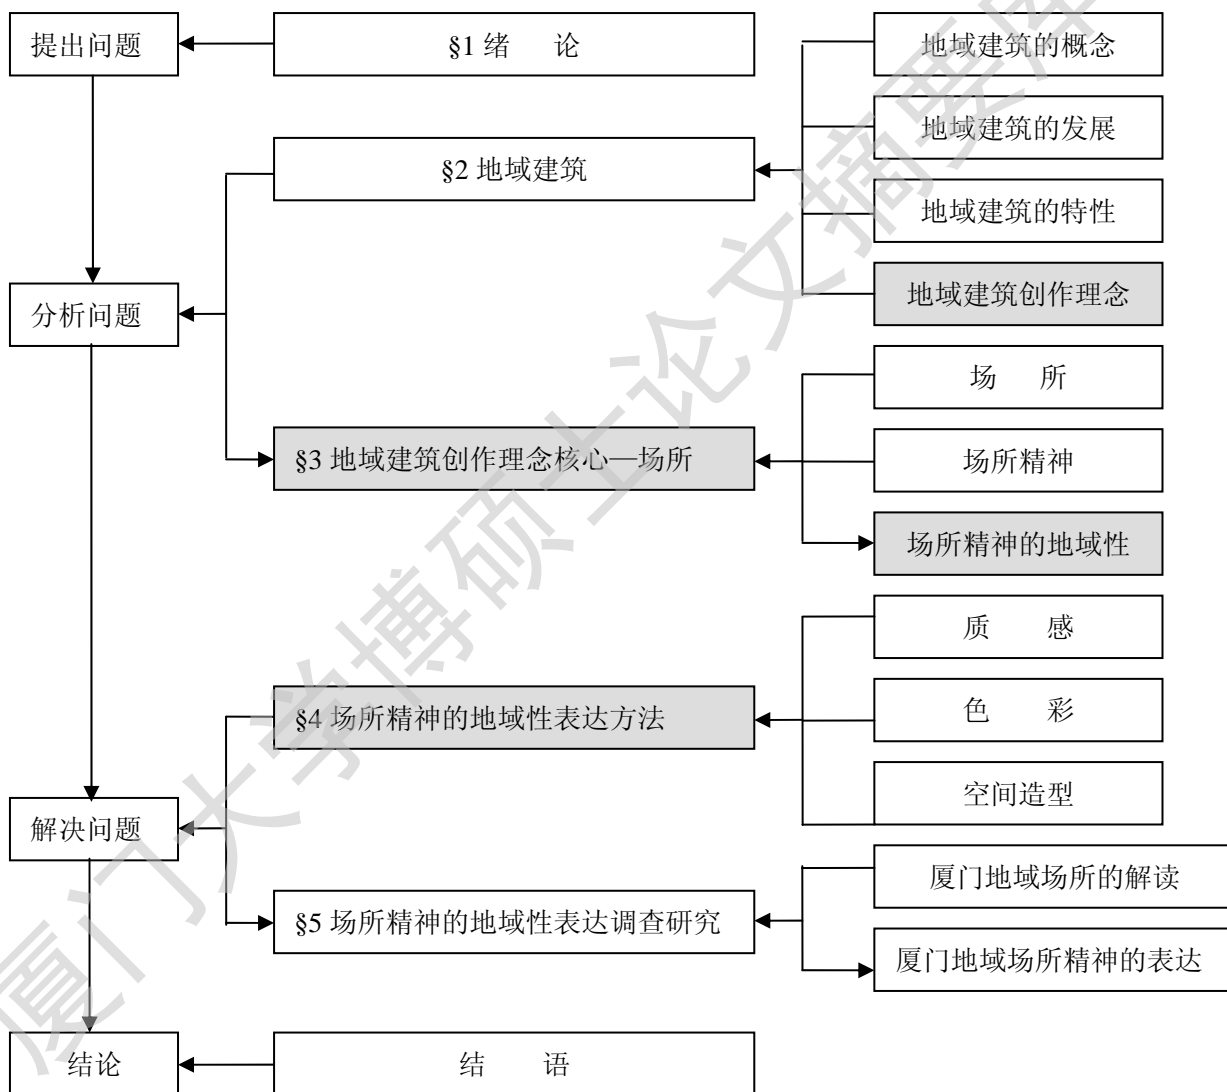 提出问题
§1 绪 论
地域建筑的概念
地域建筑的发展
§2 地域建筑
地域建筑的特性
地域建筑创作理念
分析问题
场 所
§3 地域建筑创作理念核心—场所
场所精神
场所精神的地域性
质 感
§4 场所精神的地域性表达方法
色 彩
空间造型
解决问题
厦门地域场所的解读
§5 场所精神的地域性表达调查研究
厦门地域场所精神的表达
结论
结 语
厦门大学博硕士论文摘要库